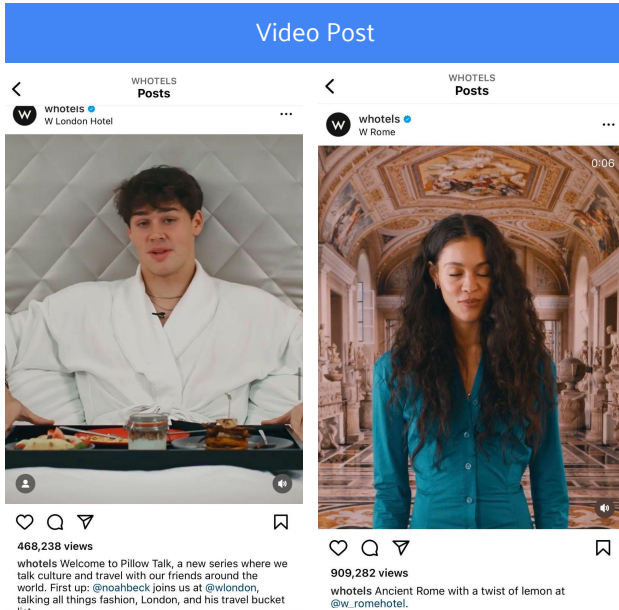 Video Post
WHOTELS
Posts
whotels
W London Hotel
W
468,238 views
whotels Welcome to Pillow Talk, a new series where we
talk culture and travel with our friends around the
world. First up: @noahbeck joins us at @wlondon,
talking all things fashion, London, and his travel bucket
list
WHOTELS
Posts
whotels
W Rome
W
0:06
909,282 views
whotels Ancient Rome with a twist of lemon at
@w_romehotel.